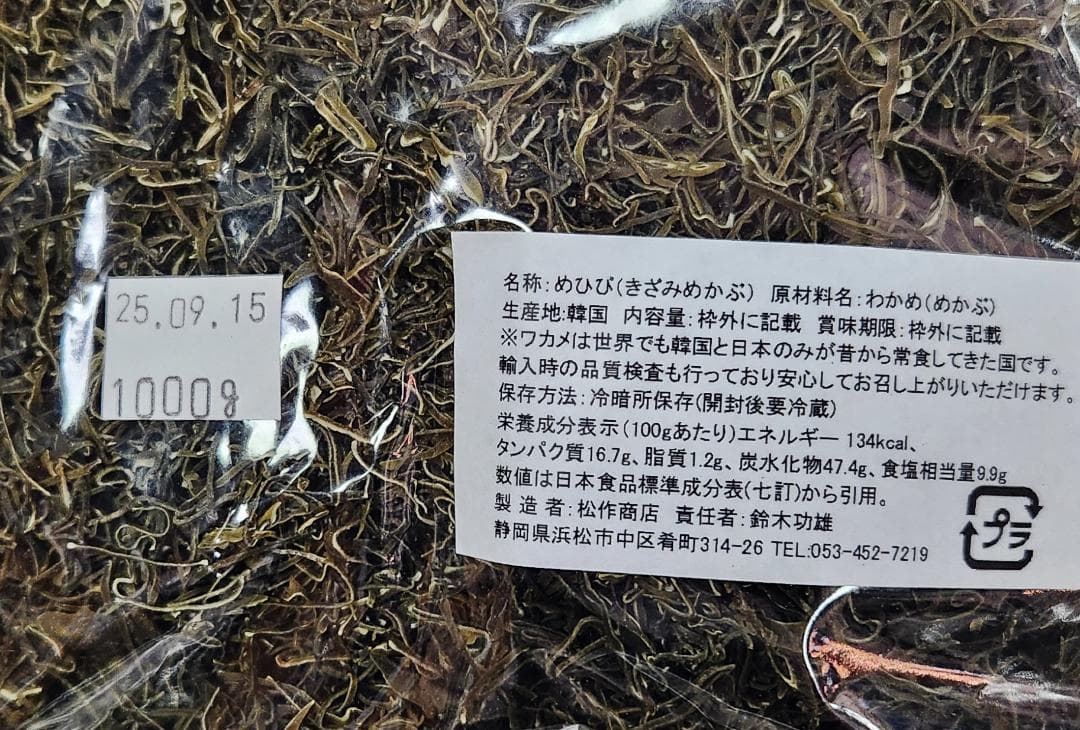 25.09.15
1000g
名称:めひび(きざみめかぶ) 原材料名:わかめ(めかぶ)
生産地:韓国 内容量:枠外に記載 賞味期限:枠外に記載
※ワカメは世界でも韓国と日本のみが昔から常食してきた国です。
輸入時の品質検査も行っており安心してお召し上がりいただけます。
保存方法:冷暗所保存(開封後要冷蔵)
栄養成分表示(100gあたり)エネルギー 134kcal、
タンパク質16.7g、脂質1.2g、炭水化物47.4g、食塩相当量9.9g
数値は日本食品標準成分表(七訂)から引用。
製 造 者:松作商店 責任者:鈴木功雄
静岡県浜松市中区肴町314-26 TEL:053-452-7219
プラ